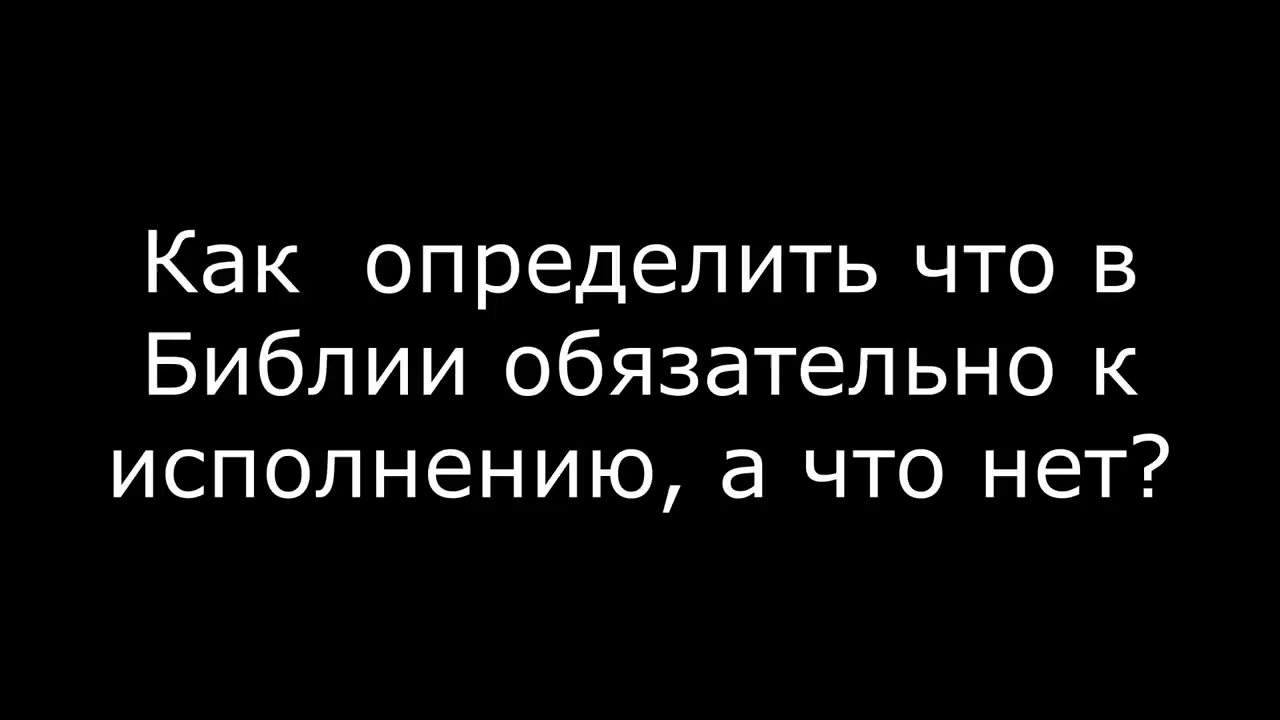 Как  определить что в
Библии обязательно к
исполнению, а что нет?